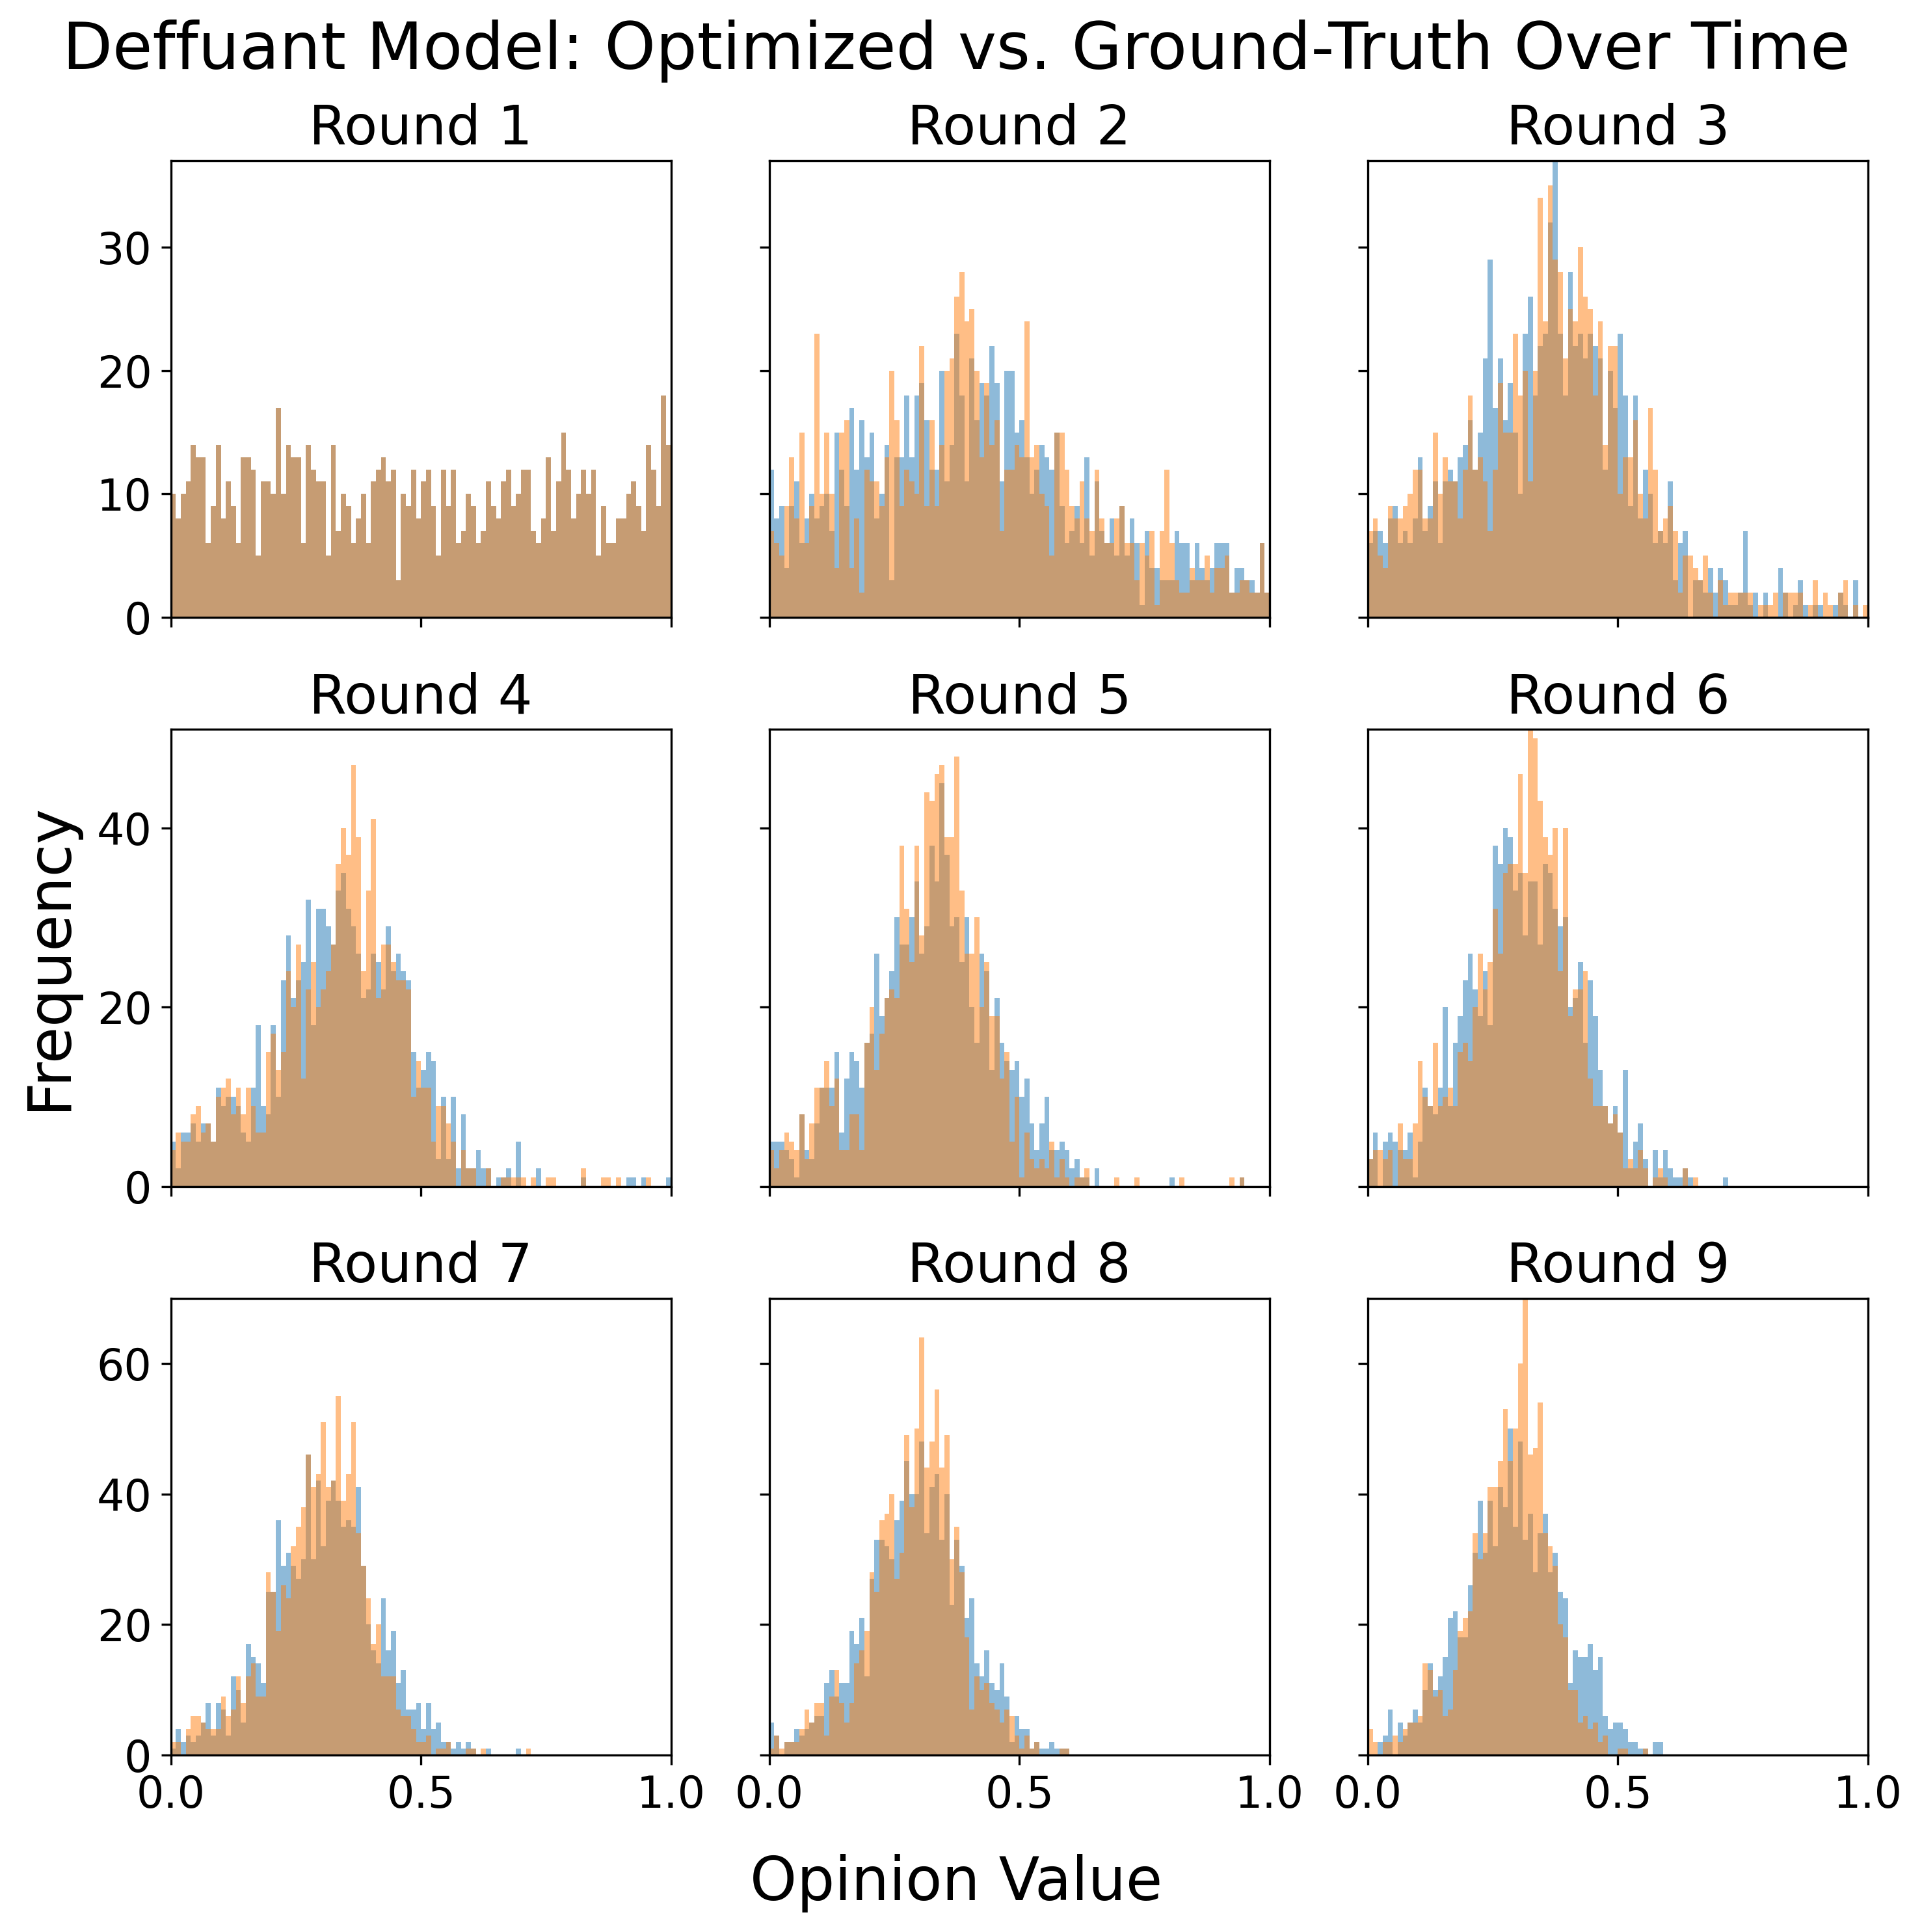 Deffuant Model: Optimized vs. Ground-Truth Over Time
Round 1
Round 2
Round 3
30
20
10
0
Round 4
Round 5
Round 6
40
20
0
Round 7
Round 8
Round 9
60
40
20
0
0.0 0.5 1.0 0.0 0.5 1.0 0.0 0.5 1.0
Frequency
Opinion Value